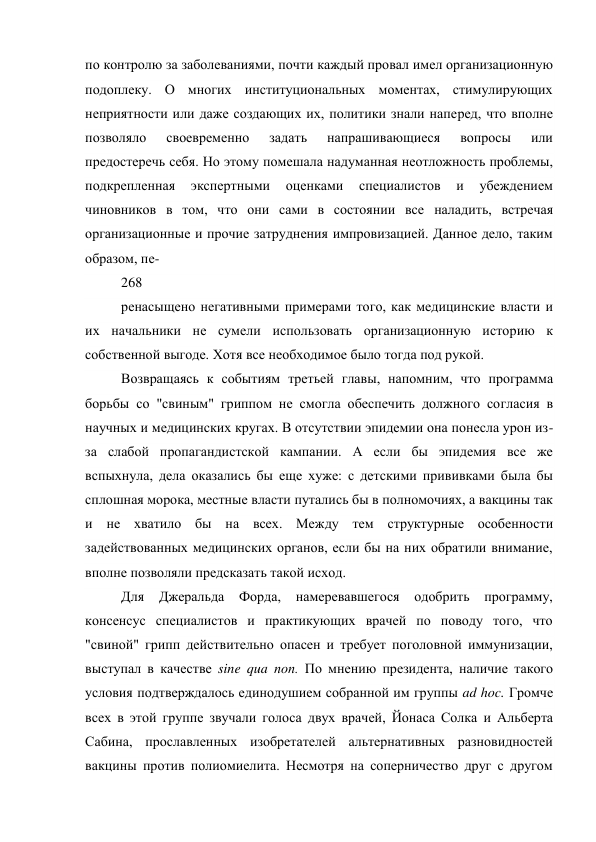 по контролю за заболеваниями, почти каждый провал имел организационную
подоплеку. О многих институциональных моментах, стимулирующих
неприятности или даже создающих их, политики знали наперед, что вполне
позволяло своевременно задать напрашивающиеся вопросы или
предостеречь себя. Но этому помешала надуманная неотложность проблемы,
подкрепленная экспертными оценками специалистов и убеждением
чиновников в том, что они сами в состоянии все наладить, встречая
организационные и прочие затруднения импровизацией. Данное дело, таким
образом, пе-
268
ренасыщено негативными примерами того, как медицинские власти и
их начальники не сумели использовать организационную историю к
собственной выгоде. Хотя все необходимое было тогда под рукой.
Возвращаясь к событиям третьей главы, напомним, что программа
борьбы со "свиным" гриппом не смогла обеспечить должного согласия в
научных и медицинских кругах. В отсутствии эпидемии она понесла урон из-
за слабой пропагандистской кампании. А если бы эпидемия все же
вспыхнула, дела оказались бы еще хуже: с детскими прививками была бы
сплошная морока, местные власти путались бы в полномочиях, а вакцины так
и не хватило бы на всех. Между тем структурные особенности
задействованных медицинских органов, если бы на них обратили внимание,
вполне позволяли предсказать такой исход.
Для Джеральда Форда, намеревавшегося одобрить программу,
консенсус специалистов и практикующих врачей по поводу того, что
"свиной" грипп действительно опасен и требует поголовной иммунизации,
выступал в качестве sine qua non. По мнению президента, наличие такого
условия подтверждалось единодушием собранной им группы ad hoc. Громче
всех в этой группе звучали голоса двух врачей, Йонаса Солка и Альберта
Сабина, прославленных изобретателей альтернативных разновидностей
вакцины против полиомиелита. Несмотря на соперничество друг с другом